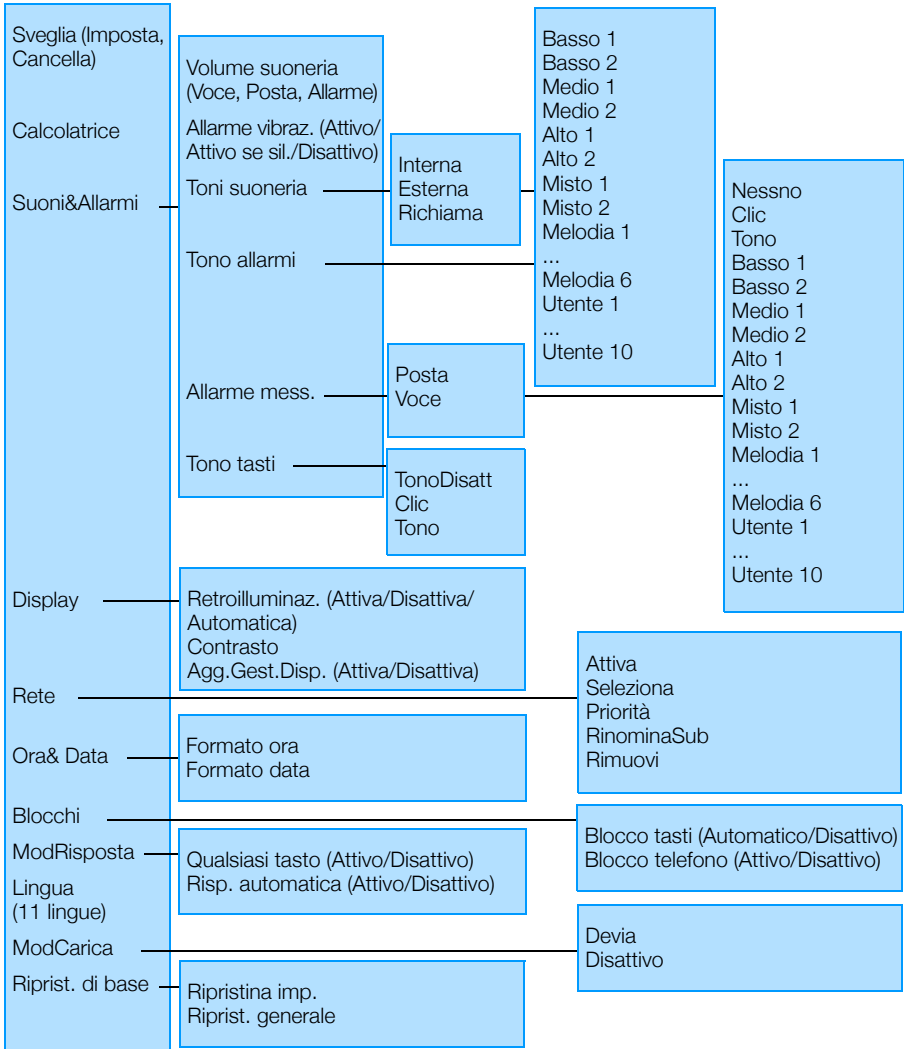 Sveglia (Imposta,
Cancella)
Calcolatrice
Suoni&Allarmi
Volume suoneria
(Voce, Posta, Allarme)
Allarme vibraz. (Attivo/
Attivo se sil./Disattivo)
Toni suoneria
Tono allarmi
Allarme mess.
Tono tasti
Interna
Esterna
Richiama
Basso 1
Basso 2
Medio 1
Medio 2
Alto 1
Alto 2
Misto 1
Misto 2
Melodia 1
...
Melodia 6
Utente 1
...
Utente 10
Posta
Voce
Nessno
Clic
Tono
Basso 1
Basso 2
Medio 1
Medio 2
Alto 1
Alto 2
Misto 1
Misto 2
Melodia 1
...
Melodia 6
Utente 1
...
Utente 10
TonoDisatt
Clic
Tono
Display
Retroilluminaz. (Attiva/Disattiva/
Automatica)
Contrasto
Agg.Gest.Disp. (Attiva/Disattiva)
Rete
Attiva
Seleziona
Priorità
RinominaSub
Rimuovi
Ora& Data
Formato ora
Formato data
Blocchi
Blocco tasti (Automatico/Disattivo)
Blocco telefono (Attivo/Disattivo)
ModRisposta
Qualsiasi tasto (Attivo/Disattivo)
Risp. automatica (Attivo/Disattivo)
Lingua
(11 lingue)
ModCarica
Devia
Disattivo
Riprist. di base
Ripristina imp.
Riprist. generale